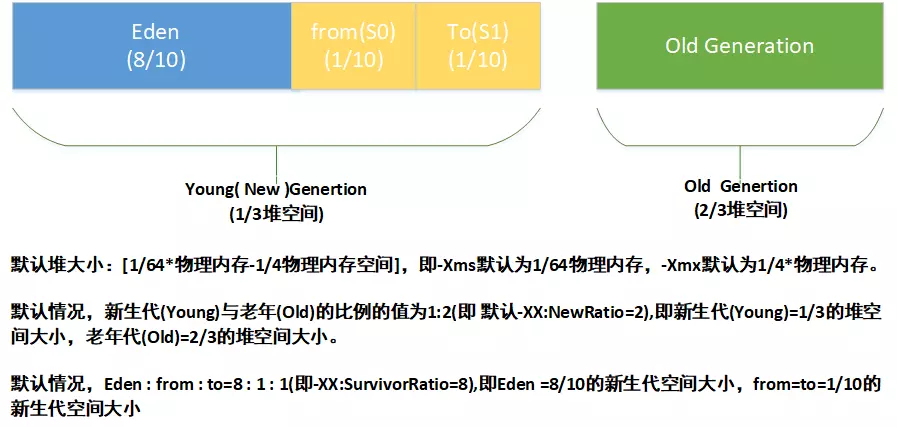 Eden
(8/10)
from(S0)
(1/10)
To(S1)
(1/10)
Old Generation
Young( New )Genertion
(1/3堆空间)
Old Genertion
(2/3堆空间)
默认堆大小：[1/64*物理内存-1/4物理内存空间]，即-Xms默认为1/64物理内存，-Xmx默认为1/4*物理内存。
默认情况，新生代(Young)与老年(Old)的比例的值为1:2(即 默认-XX:NewRatio=2),即新生代(Young)=1/3的堆空
间大小，老年代(Old)=2/3的堆空间大小。
默认情况，Eden : from : to=8 : 1 : 1(即-XX:SurvivorRatio=8),即Eden =8/10的新生代空间大小，from=to=1/10的
新生代空间大小